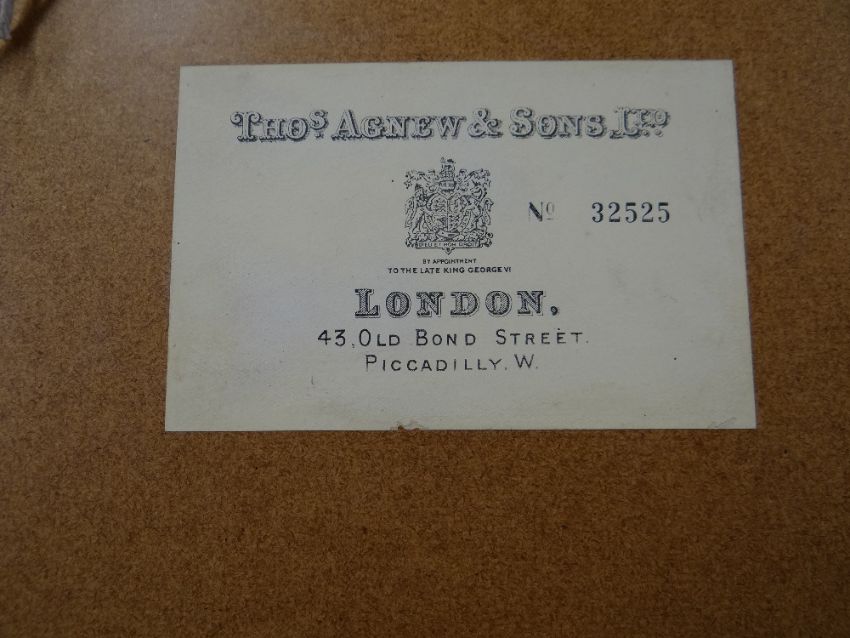 Thos Agnew & Sons, Ltd
No 32525
BY APPOINTMENT
TO THE LATE KING GEORGE VI
LONDON,
43, OLD BOND STREET.
PICCADILLY. W.